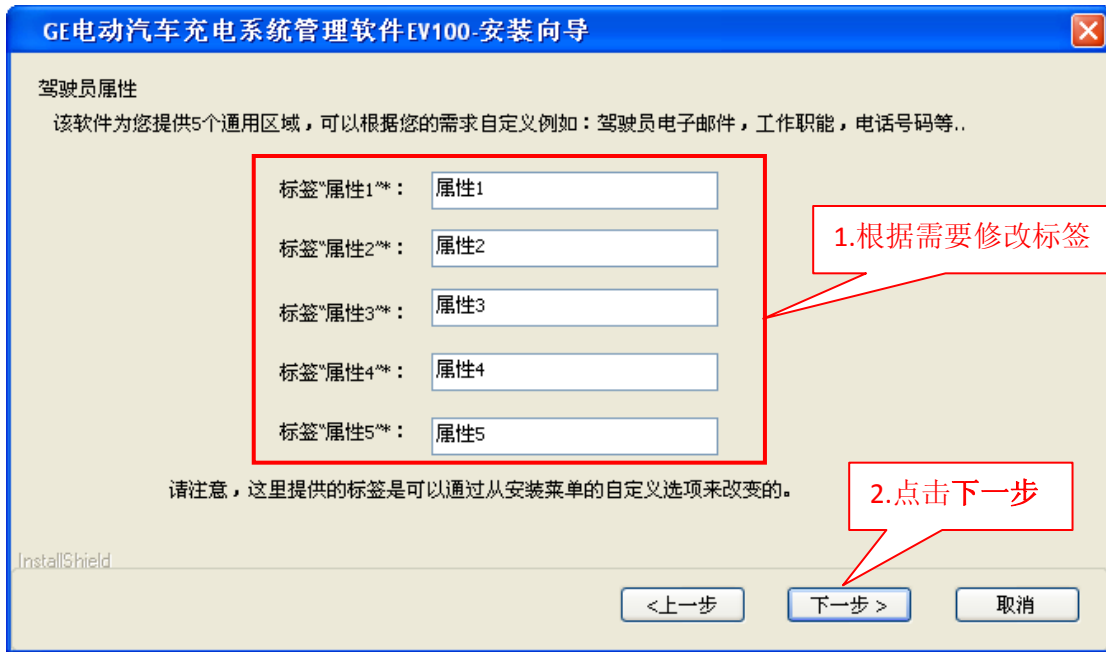 GE电动汽车充电系统管理软件EV100-安装向导
驾驶员属性
该软件为您提供5个通用区域，可以根据您的需求自定义例如：驾驶员电子邮件，工作职能，电话号码等..
标签“属性1”*： 属性1
标签“属性2”*： 属性2
1.根据需要修改标签
标签“属性3”*： 属性3
标签“属性4”*： 属性4
标签“属性5”*： 属性5
请注意，这里提供的标签是可以通过从安装菜单的自定义选项来改变的。
2.点击下一步
InstallShield
<上一步 下一步 > 取消